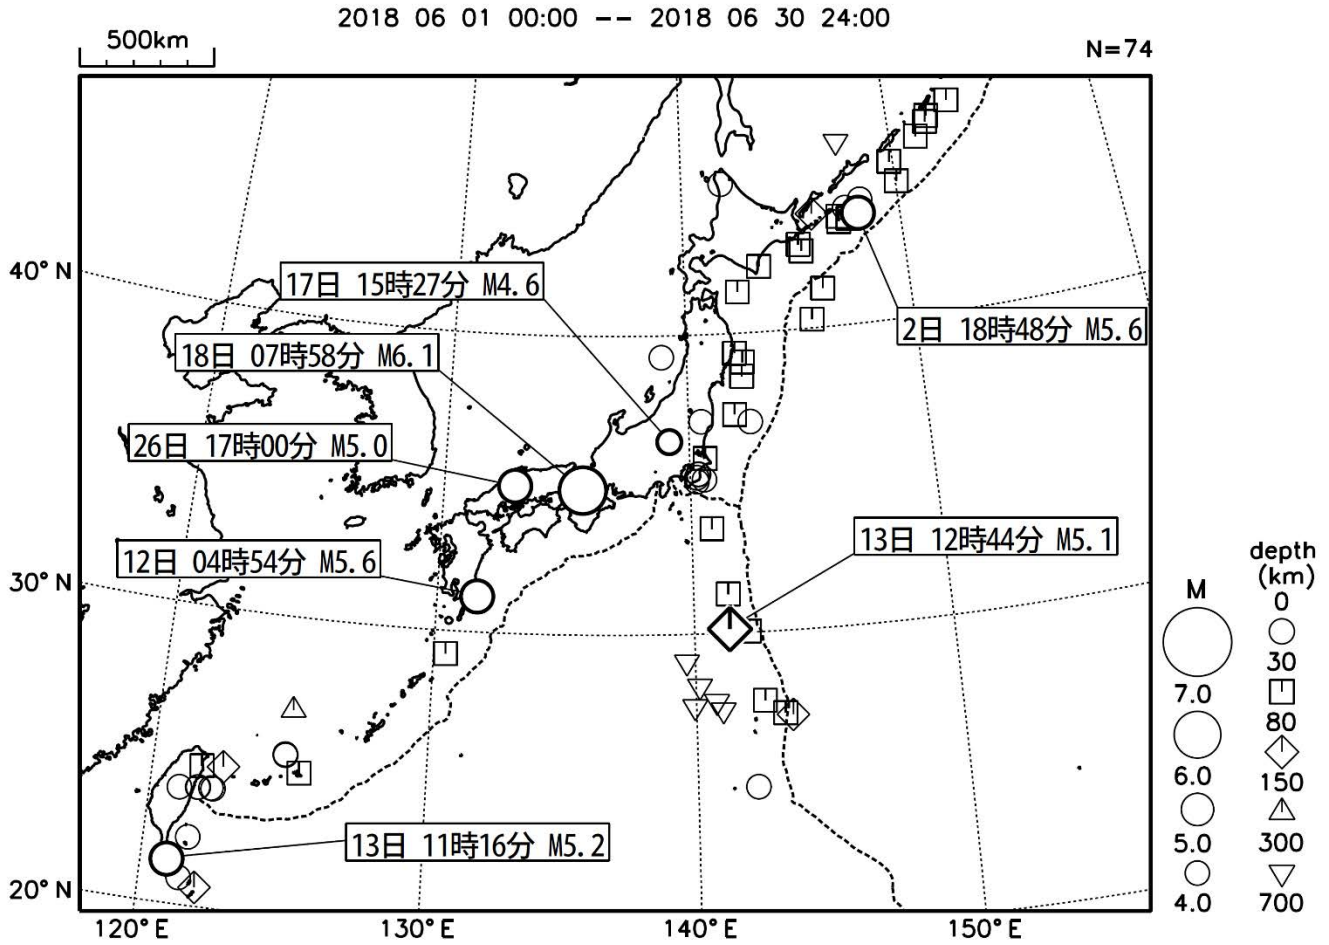 2018 06 01 00:00 -- 2018 06 30 24:00
500km
N=74
40°N
17日 15時27分 M4.6
2日 18時48分 M5.6
18日 07時58分 M6.1
26日 17時00分 M5.0
13日 12時44分 M5.1
12日 04時54分 M5.6
30°N
13日 11時16分 M5.2
20°N
120°E
130°E
140°E
150°E
M
7.0
6.0
5.0
4.0
depth
(km)
0
30
80
150
300
700